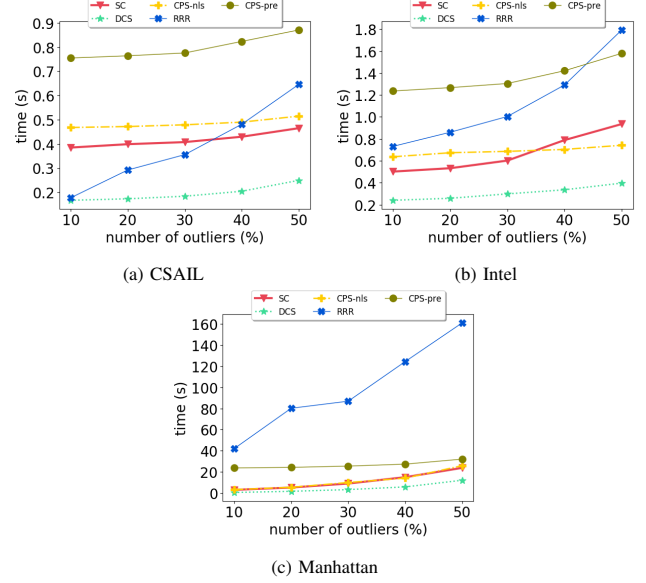 SC CPS-nls CPS-pre
DCS RRR
0.9
0.8
0.7
0.6
0.5
0.4
0.3
0.2
time (s)
10 20 30 40 50
number of outliers (%)
(a) CSAIL
SC CPS-nls CPS-pre
DCS RRR
1.8
1.6
1.4
1.2
1.0
0.8
0.6
0.4
0.2
time (s)
10 20 30 40 50
number of outliers (%)
(b) Intel
SC CPS-nls CPS-pre
DCS RRR
160
140
120
100
80
60
40
20
0
time (s)
10 20 30 40 50
number of outliers (%)
(c) Manhattan